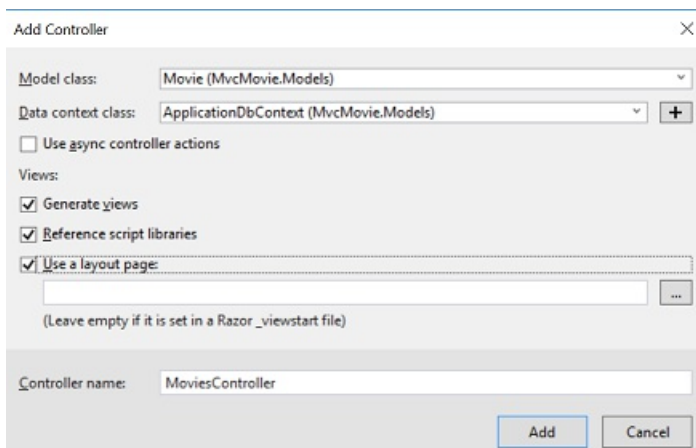 Add Controller
Model class: Movie (MvcMovie.Models)
Data context class: ApplicationDbContext (MvcMovie.Models)
Use async controller actions
Views:
Generate views
Reference script libraries
Use a layout page:
...
(Leave empty if it is set in a Razor _viewstart file)
Controller name: MoviesController
Add Cancel